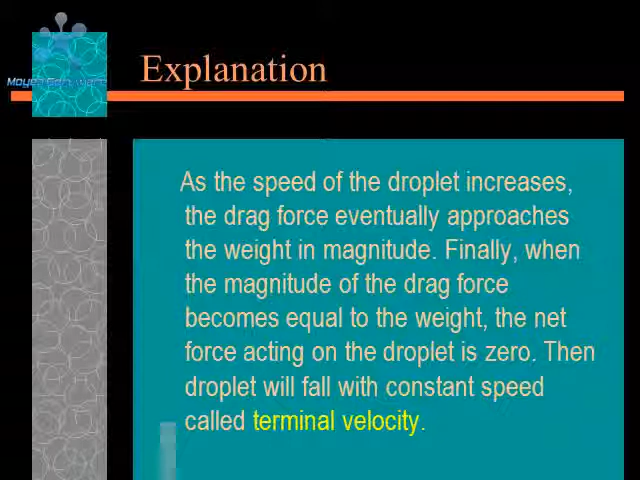 Explanation
Moyea Software
As the speed of the droplet increases,
the drag force eventually approaches
the weight in magnitude. Finally, when
the magnitude of the drag force
becomes equal to the weight, the net
force acting on the droplet is zero. Then
droplet will fall with constant speed
called terminal velocity.